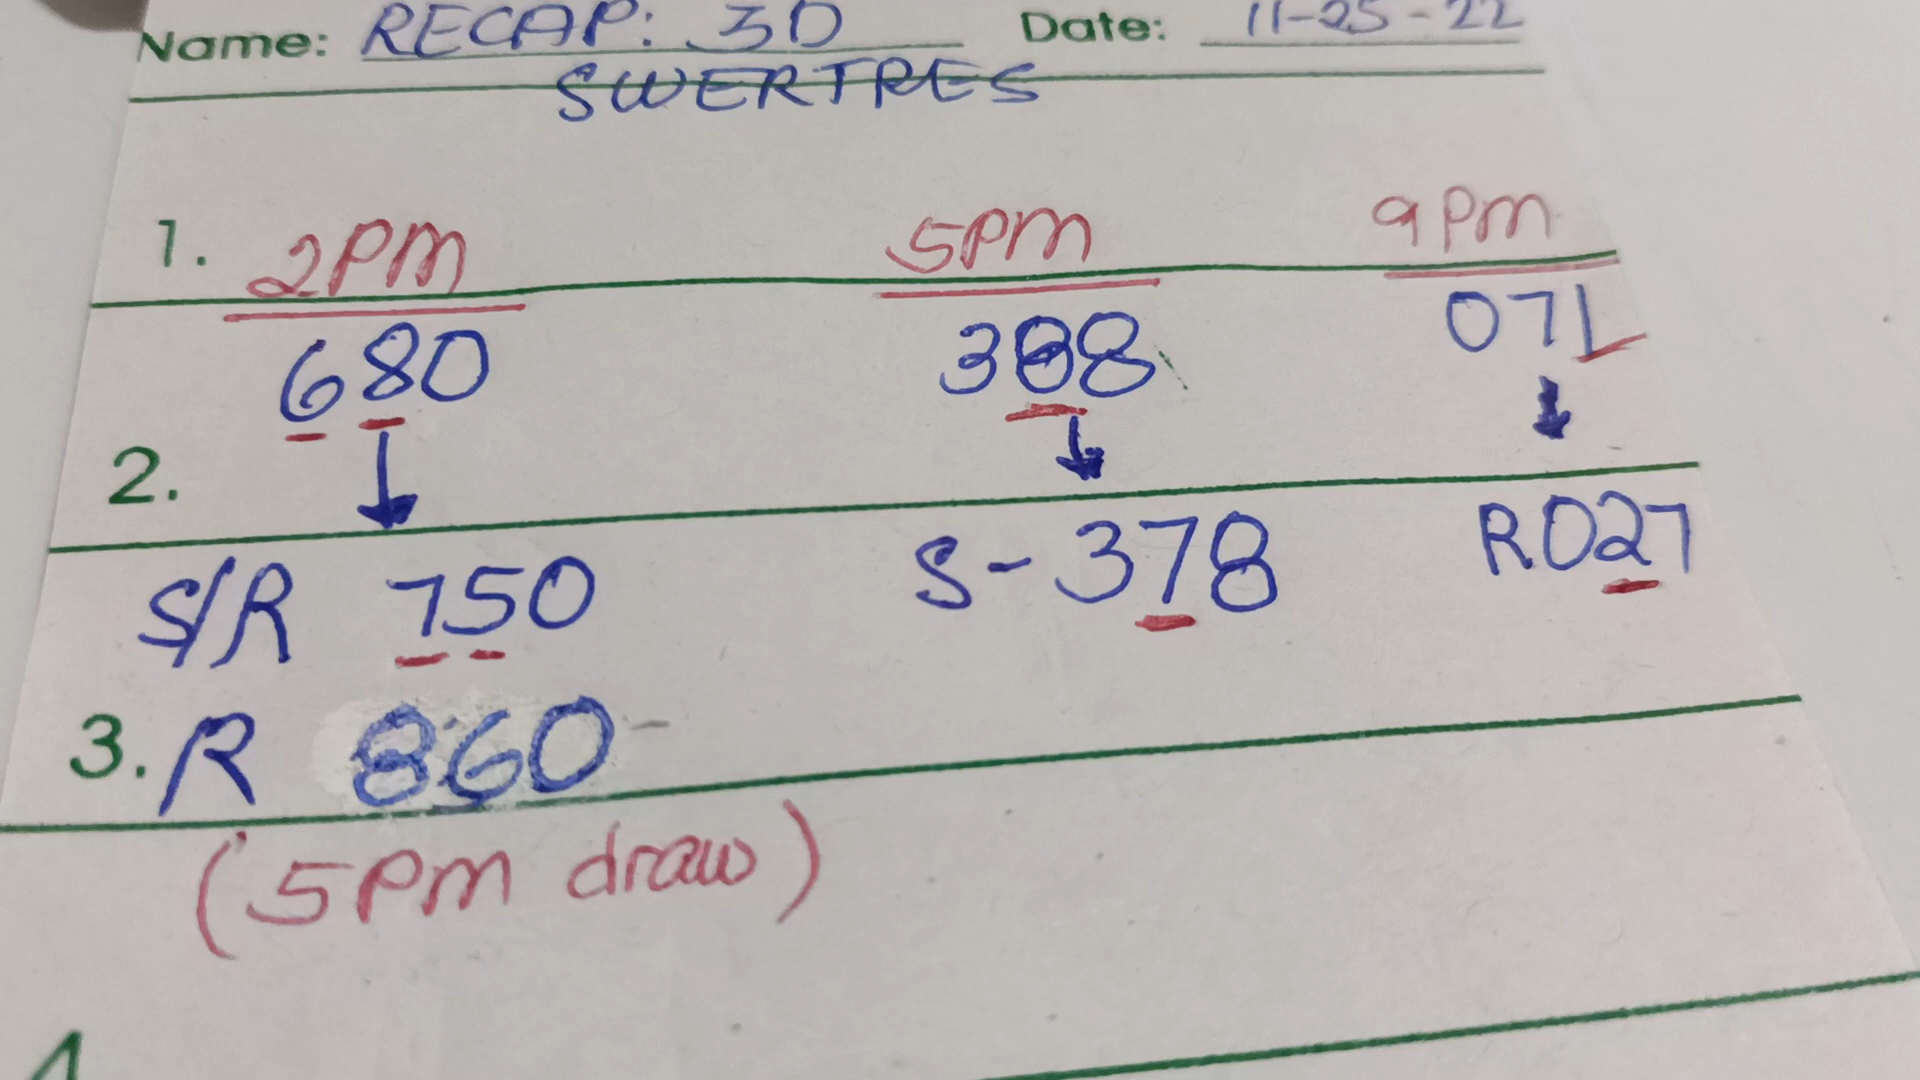 Name: RECAP: 3D Date: 11-25-22
SWERTRES
1. 2PM 5PM 9PM
680 388 071
2.
S/R 750 S-378 R027
3. R 860
(5PM draw)
4